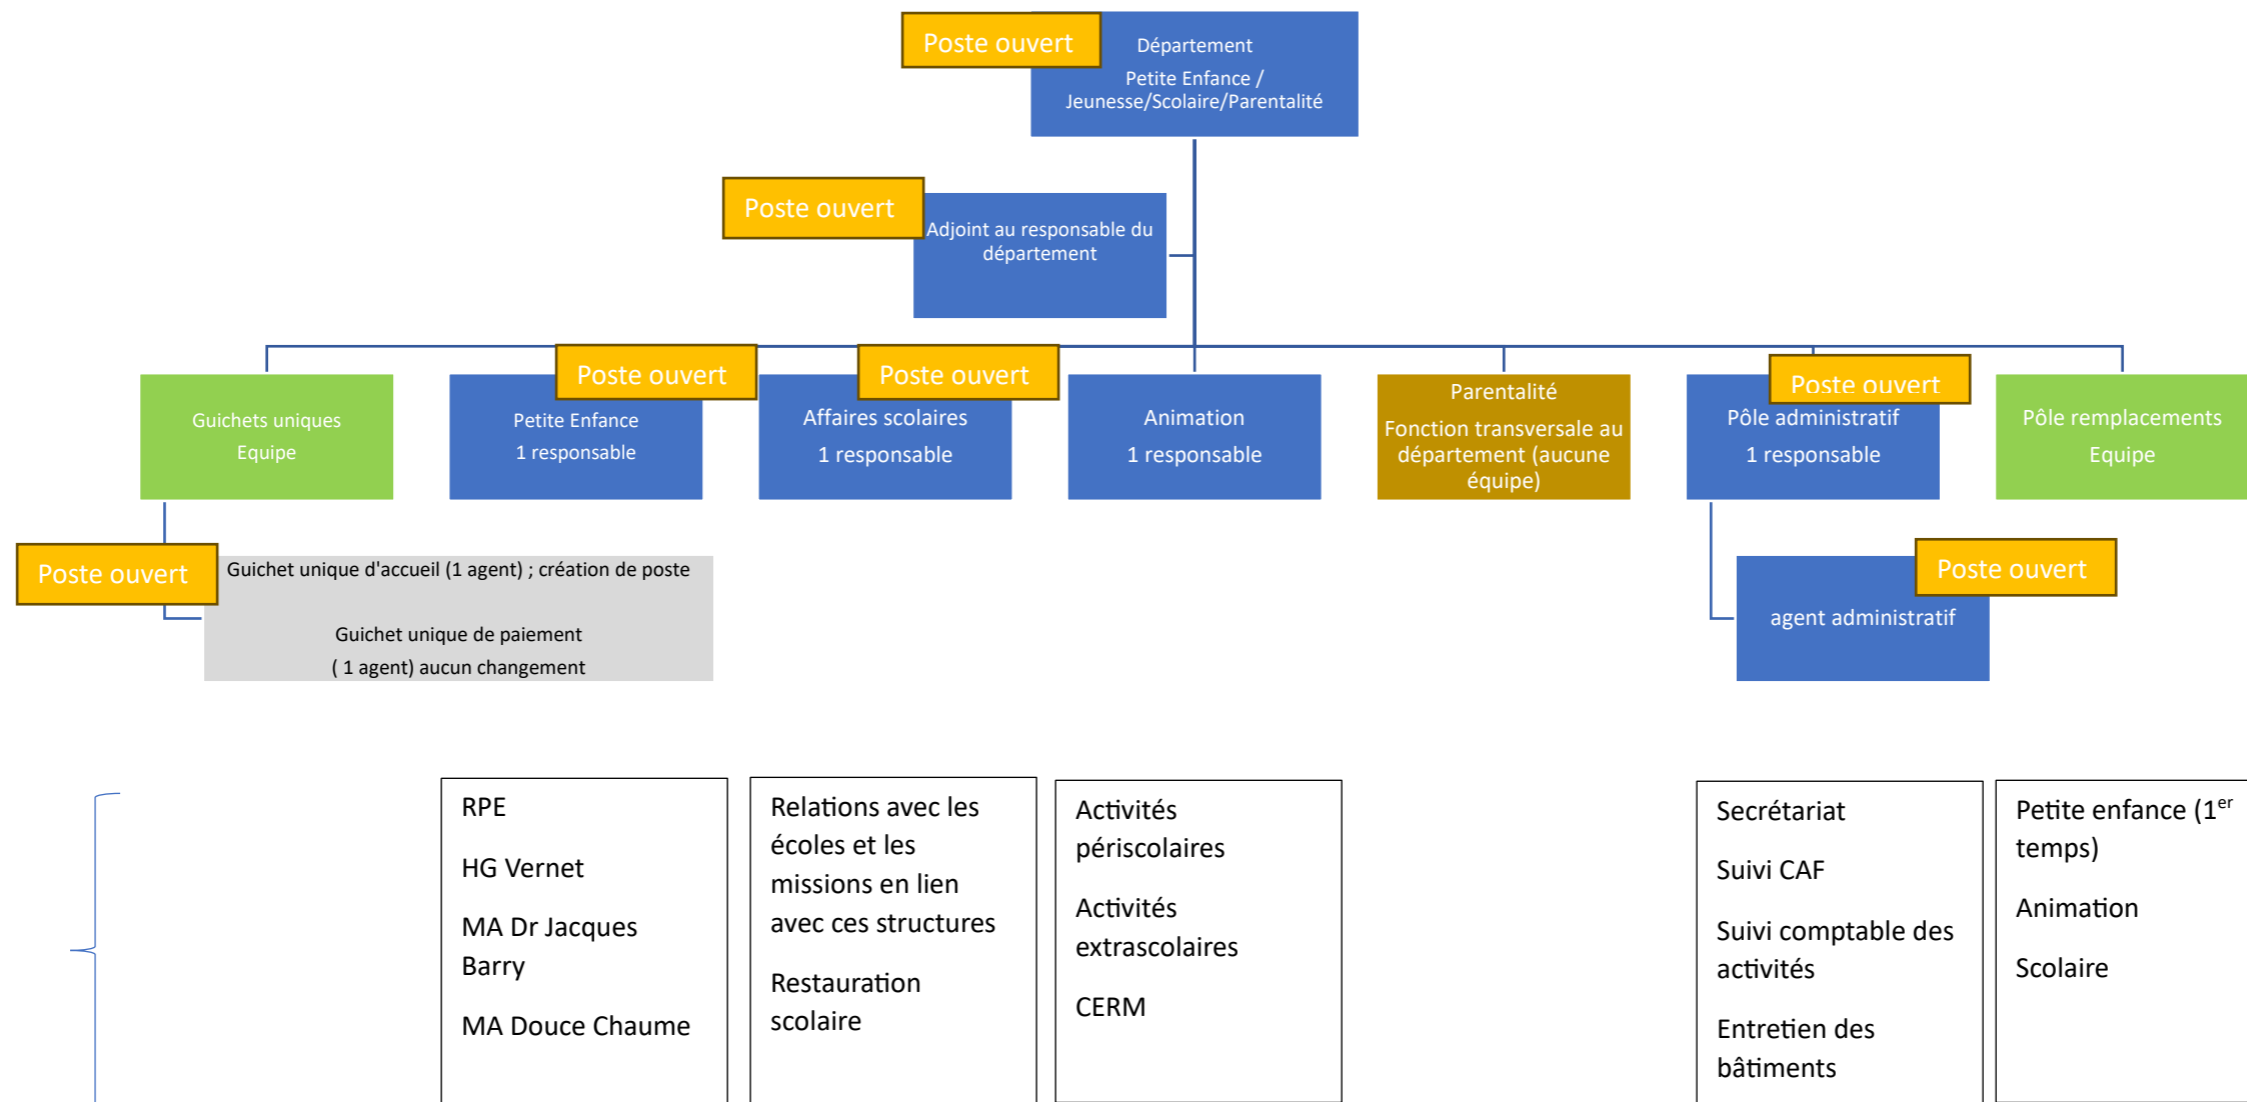 Poste ouvert
Département
Petite Enfance /
Jeunesse/Scolaire/Parentalité
Poste ouvert
Adjoint au responsable du
département
Guichets uniques
Equipe
Poste ouvert
Petite Enfance
1 responsable
Poste ouvert
Affaires scolaires
1 responsable
Animation
1 responsable
Parentalité
Fonction transversale au
département (aucune
équipe)
Poste ouvert
Pôle administratif
1 responsable
Pôle remplacements
Equipe
Poste ouvert
Guichet unique d'accueil (1 agent) ; création de poste
Guichet unique de paiement
( 1 agent) aucun changement
Poste ouvert
agent administratif
RPE
HG Vernet
MA Dr Jacques
Barry
MA Douce Chaume
Relations avec les
écoles et les
missions en lien
avec ces structures
Restauration
scolaire
Activités
périscolaires
Activités
extrascolaires
CERM
Secrétariat
Suivi CAF
Suivi comptable des
activités
Entretien des
bâtiments
Petite enfance (1er
temps)
Animation
Scolaire